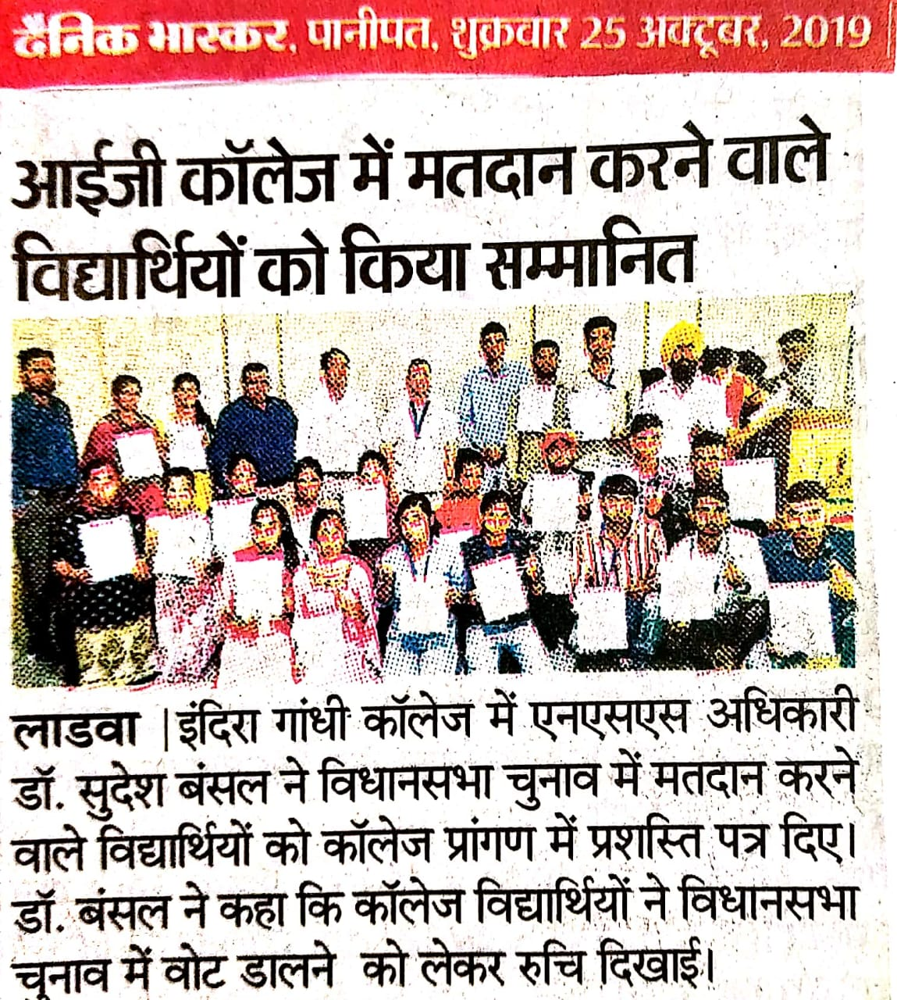 दैनिक भास्कर, पानीपत, शुक्रवार 25 अक्टूबर, 2019
आईजी कॉलेज में मतदान करने वाले
विद्यार्थियों को किया सम्मानित
लाडवा | इंदिरा गांधी कॉलेज में एनएसएस अधिकारी
डॉ. सुदेश बंसल ने विधानसभा चुनाव में मतदान करने
वाले विद्यार्थियों को कॉलेज प्रांगण में प्रशस्ति पत्र दिए।
डॉ. बंसल ने कहा कि कॉलेज विद्यार्थियों ने विधानसभा
चुनाव में वोट डालने को लेकर रुचि दिखाई।